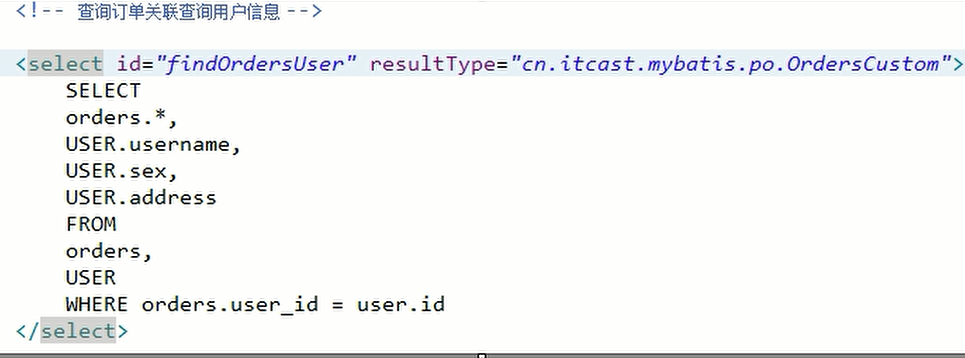 <!-- 查询订单关联查询用户信息 -->
<select id="findOrdersUser" resultType="cn.itcast.mybatis.po.OrdersCustom">
SELECT
orders.*,
USER.username,
USER.sex,
USER.address
FROM
orders,
USER
WHERE orders.user_id = user.id
</select>